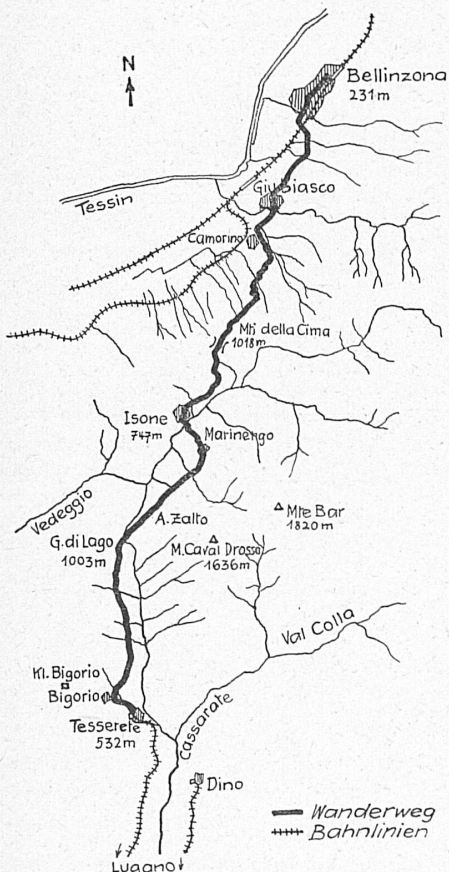 N
Bellinzona
231m
Tessin
Giubiasco
Camorino
Mti della Cima
1018m
Isone
747m
Marinengo
Vedeggio
A. Zalto
Mte Bar
1820m
G. di Lago
1003m
M. Caval Drossa
1636m
Val Colla
Kl. Bigorio
Bigorio
Tesserete
532m
Cassarate
Dino
Wanderweg
Bahnlinien
Lugano